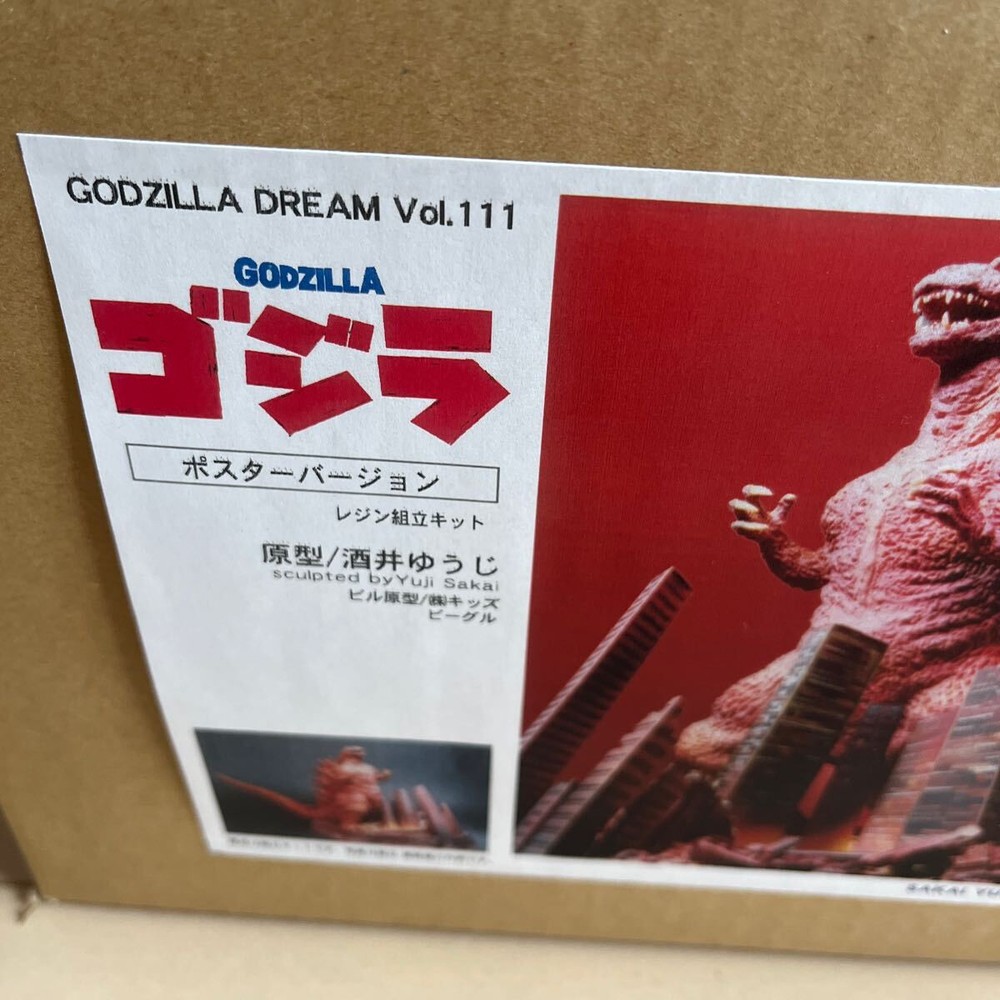 GODZILLA DREAM Vol.111
GODZILLA
ゴジラ
ポスターバージョン
レジン組立キット
原型/酒井ゆうじ
sculpted byYuji Sakai
ビル原型/㈱キッズ
ビーグル
SAKAI